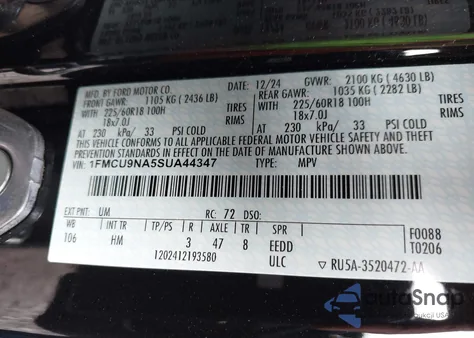 MFD. BY FORD MOTOR CO. 12/24 GVWR: 2100 KG (4630 LB)
FRONT GAWR: 1105 KG (2436 LB) REAR GAWR: 1035 KG (2282 LB)
225/60R18 100H TIRES 225/60R18 100H TIRES
18x7.0J RIMS 18x7.0J RIMS
AT 230 kPa/ 33 PSI COLD AT 230 kPa/ 33 PSI COLD
THIS VEHICLE CONFORMS TO ALL APPLICABLE FEDERAL MOTOR VEHICLE SAFETY
AND THEFT PREVENTION STANDARDS IN EFFECT ON THE DATE OF MANUFACTURE SHOWN ABOVE.
VIN: 1FMCU9NA5SUA44347 TYPE: MPV
EXT PNT: UM RC: 72 DSO:
WB INT TR TP/PS R AXLE TR SPR F0088
106 HM 3 47 8 EEDD T0206
1202412193580 ULC ▽ RU5A-3520472-AA
autoSnap